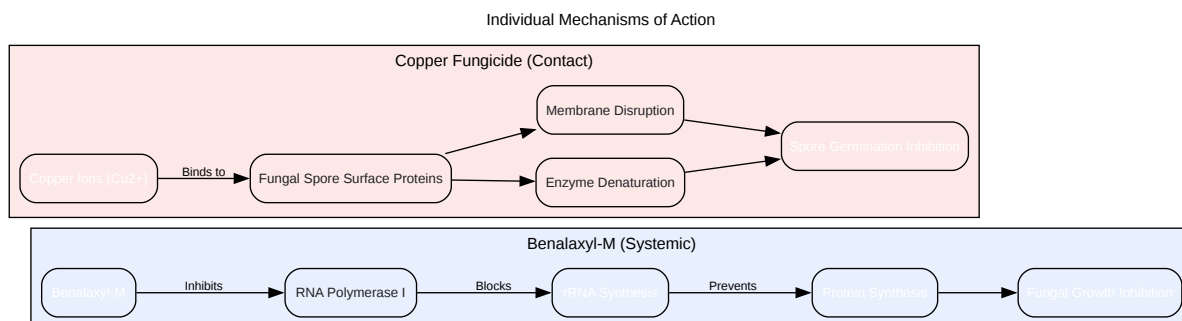 Individual Mechanisms of Action
Copper Fungicide (Contact)
Membrane Disruption
Copper Ions (Cu2+)
Binds to
Fungal Spore Surface Proteins
Enzyme Denaturation
Spore Germination Inhibition
Benalaxyl-M (Systemic)
Benalaxyl-M
Inhibits
RNA Polymerase I
Blocks
rRNA Synthesis
Prevents
Protein Synthesis
Fungal Growth Inhibition